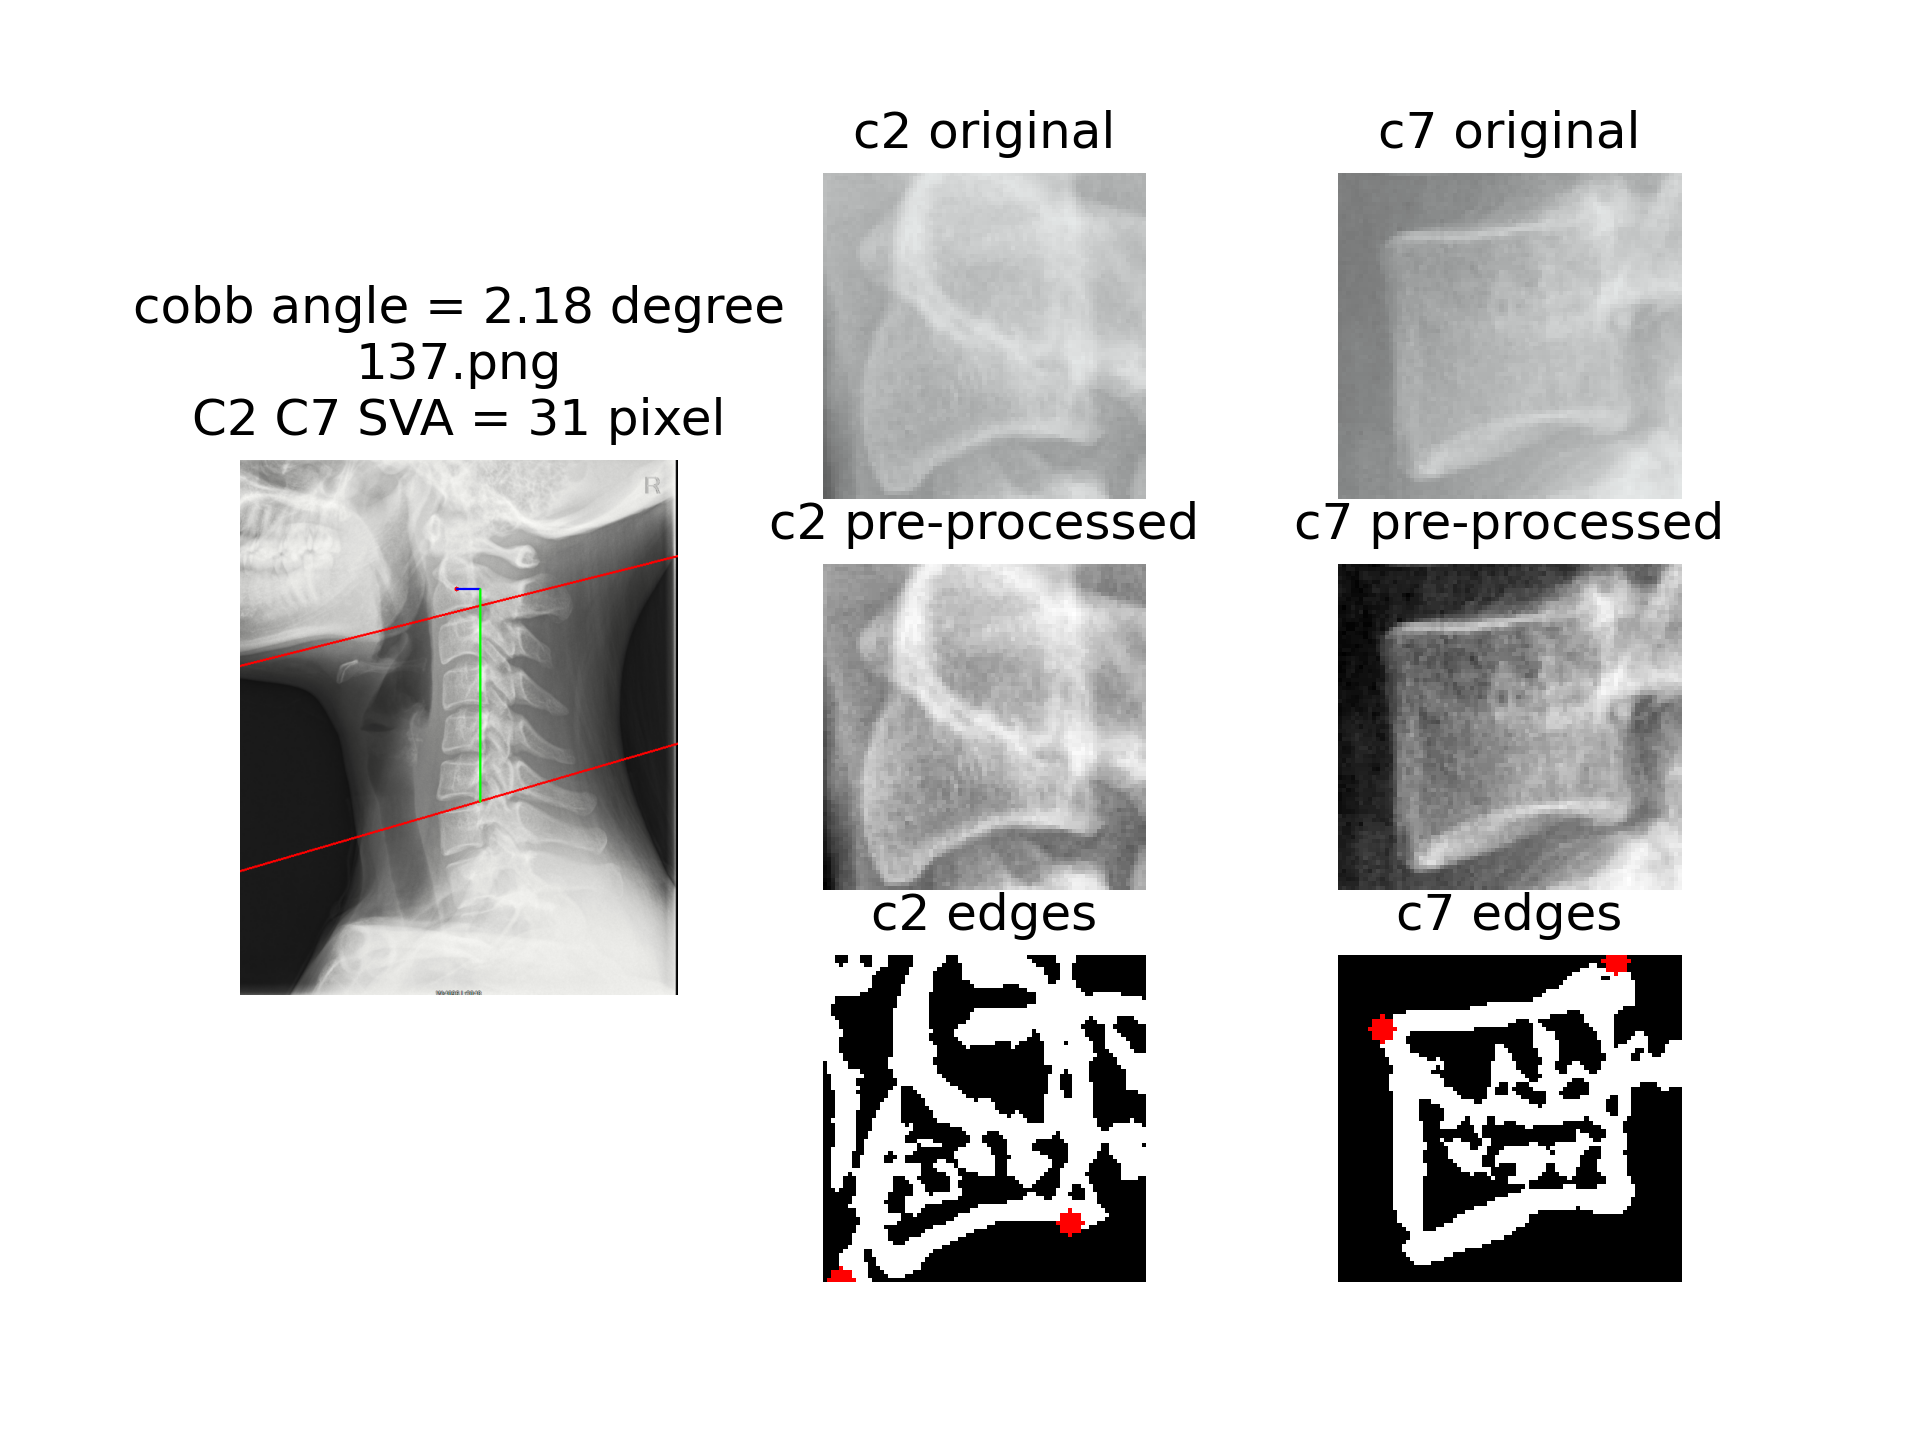 cobb angle = 2.18 degree
137.png
C2 C7 SVA = 31 pixel
R
c2 original
c7 original
c2 pre-processed
c7 pre-processed
c2 edges
c7 edges